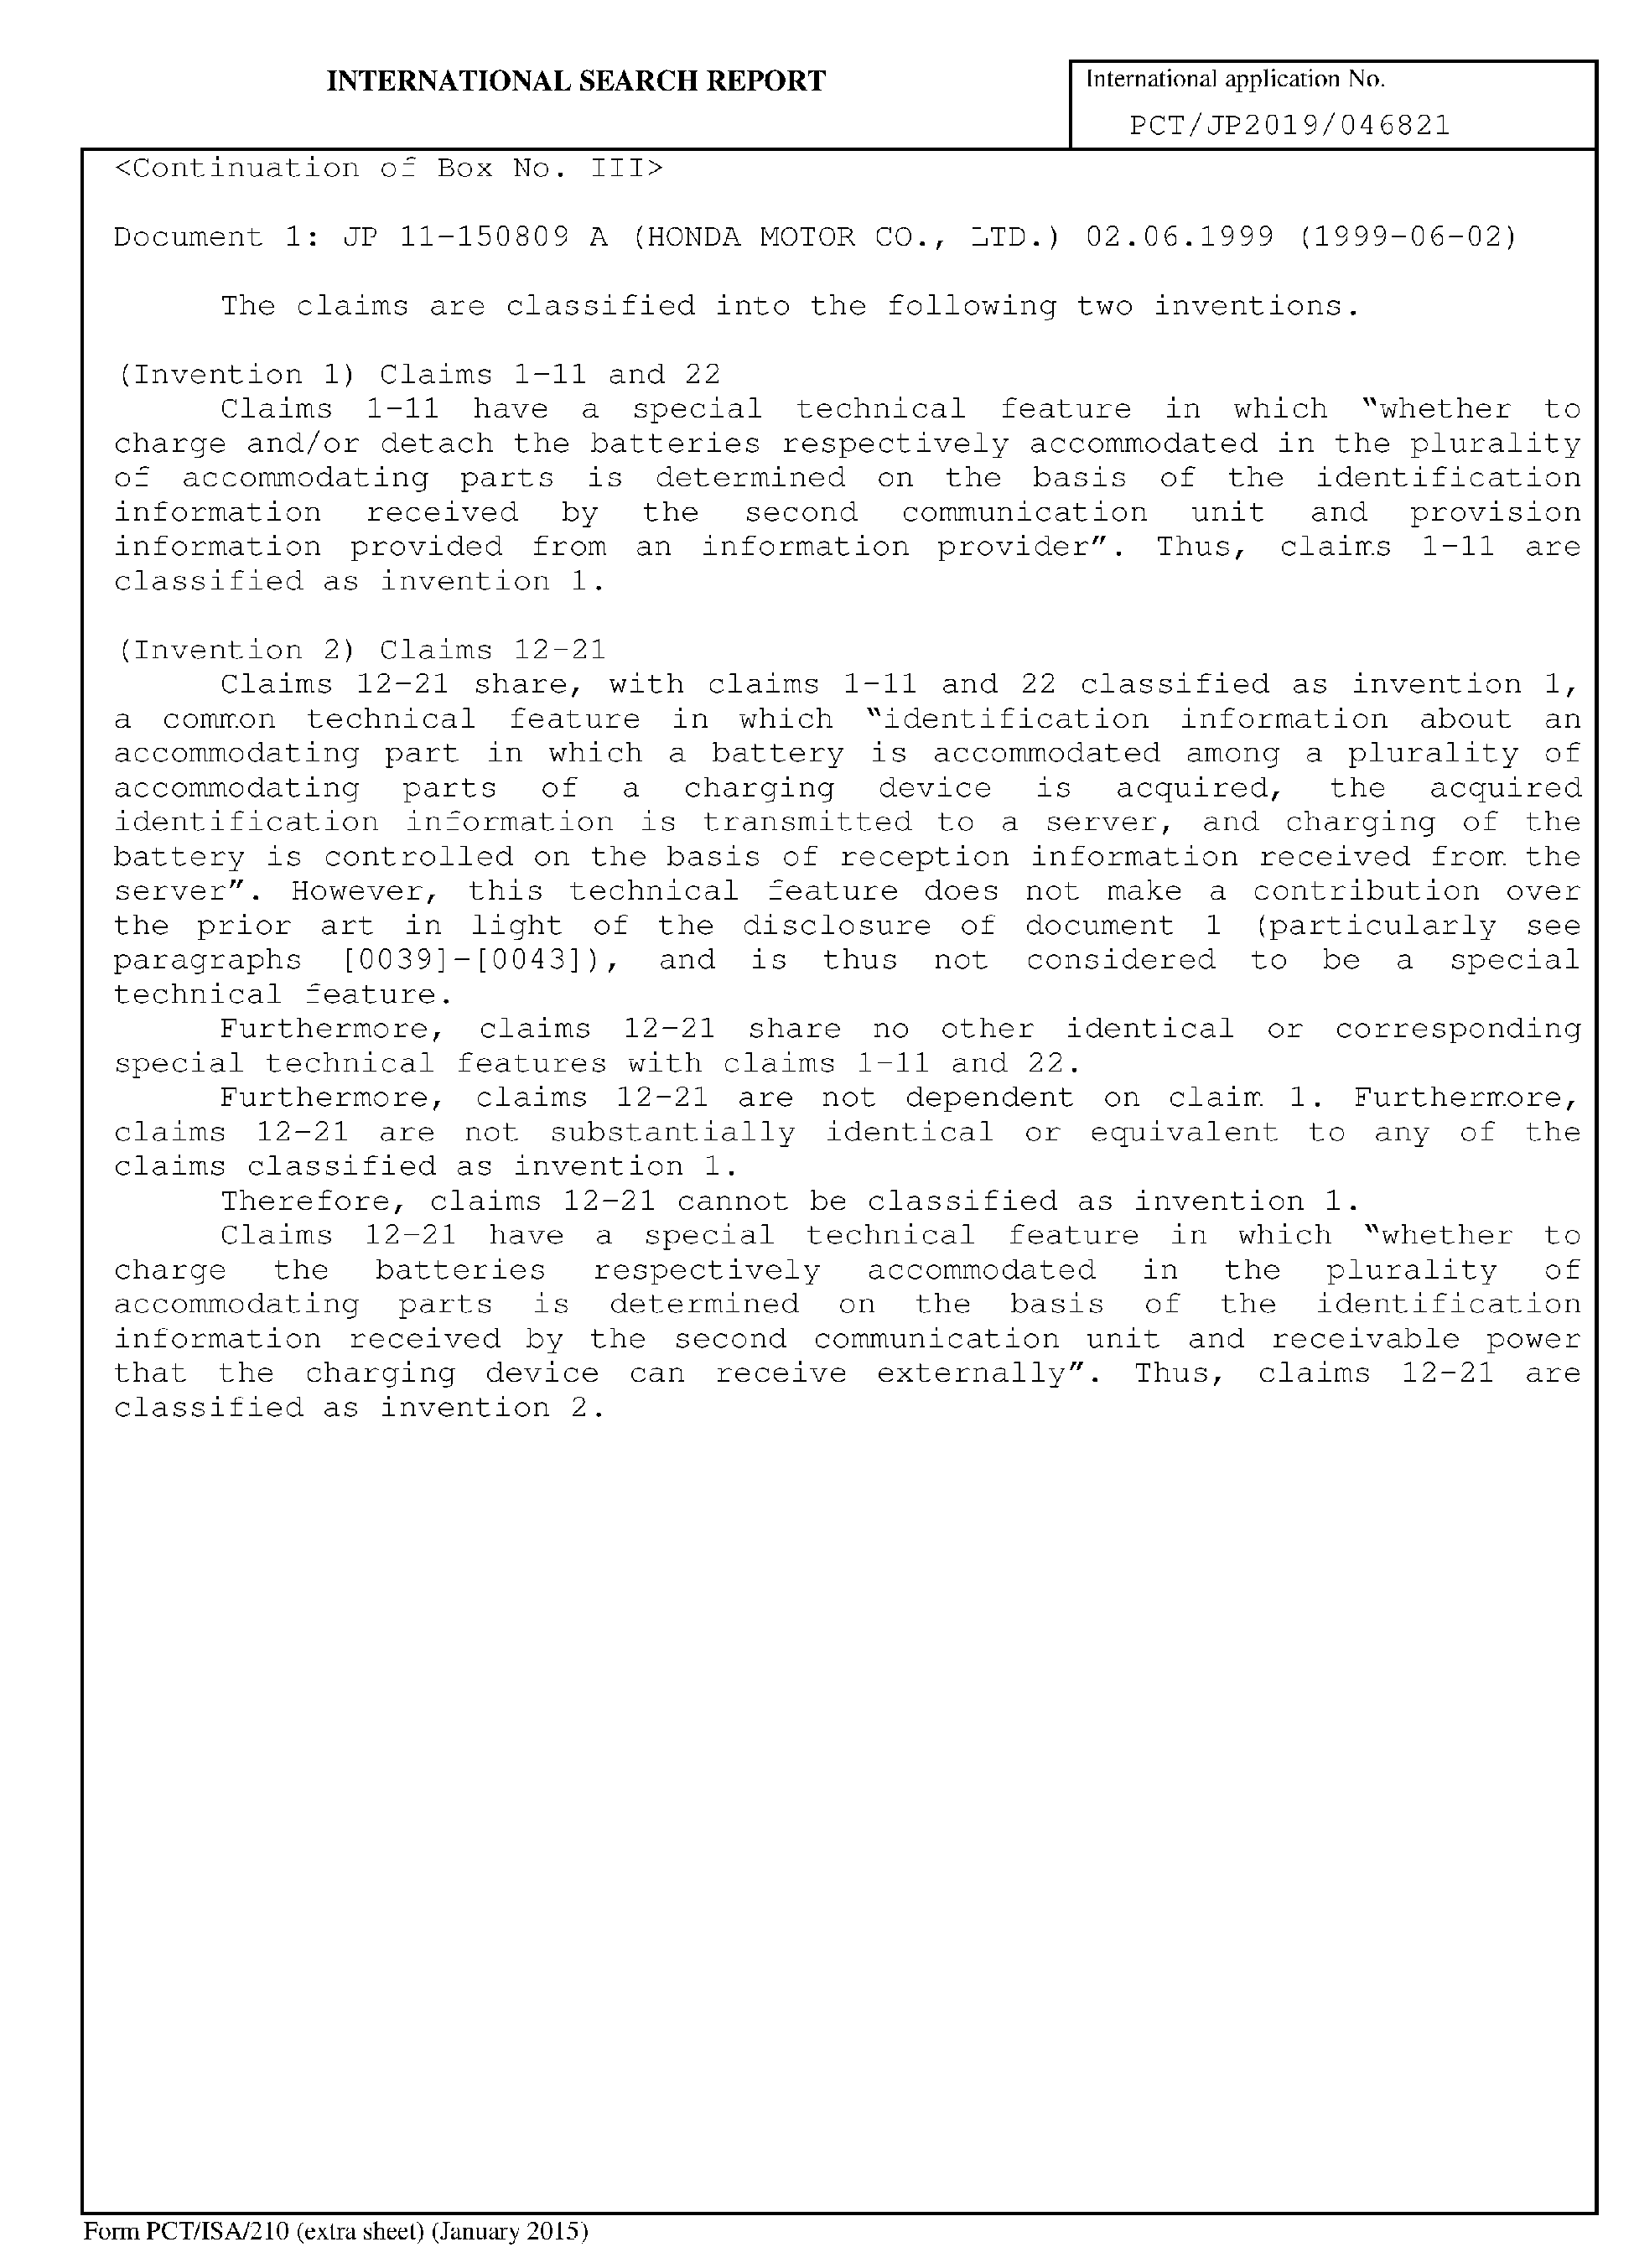 INTERNATIONAL SEARCH REPORT
International application No.
PCT/JP2019/046821
<Continuation of Box No. III>
Document 1: JP 11-150809 A (HONDA MOTOR CO., LTD.) 02.06.1999 (1999-06-02)
The claims are classified into the following two inventions.
(Invention 1) Claims 1-11 and 22
Claims 1-11 have a special technical feature in which “whether to
charge and/or detach the batteries respectively accommodated in the plurality
of accommodating parts is determined on the basis of the identification
information received by the second communication unit and provision
information provided from an information provider”. Thus, claims 1-11 are
classified as invention 1.
(Invention 2) Claims 12-21
Claims 12-21 share, with claims 1-11 and 22 classified as invention 1,
a common technical feature in which “identification information about an
accommodating part in which a battery is accommodated among a plurality of
accommodating parts of a charging device is acquired, the acquired
identification information is transmitted to a server, and charging of the
battery is controlled on the basis of reception information received from the
server”. However, this technical feature does not make a contribution over
the prior art in light of the disclosure of document 1 (particularly see
paragraphs [0039]-[0043]), and is thus not considered to be a special
technical feature.
Furthermore, claims 12-21 share no other identical or corresponding
special technical features with claims 1-11 and 22.
Furthermore, claims 12-21 are not dependent on claim 1. Furthermore,
claims 12-21 are not substantially identical or equivalent to any of the
claims classified as invention 1.
Therefore, claims 12-21 cannot be classified as invention 1.
Claims 12-21 have a special technical feature in which “whether to
charge the batteries respectively accommodated in the plurality of
accommodating parts is determined on the basis of the identification
information received by the second communication unit and receivable power
that the charging device can receive externally”. Thus, claims 12-21 are
classified as invention 2.
Form PCT/ISA/210 (extra sheet) (January 2015)